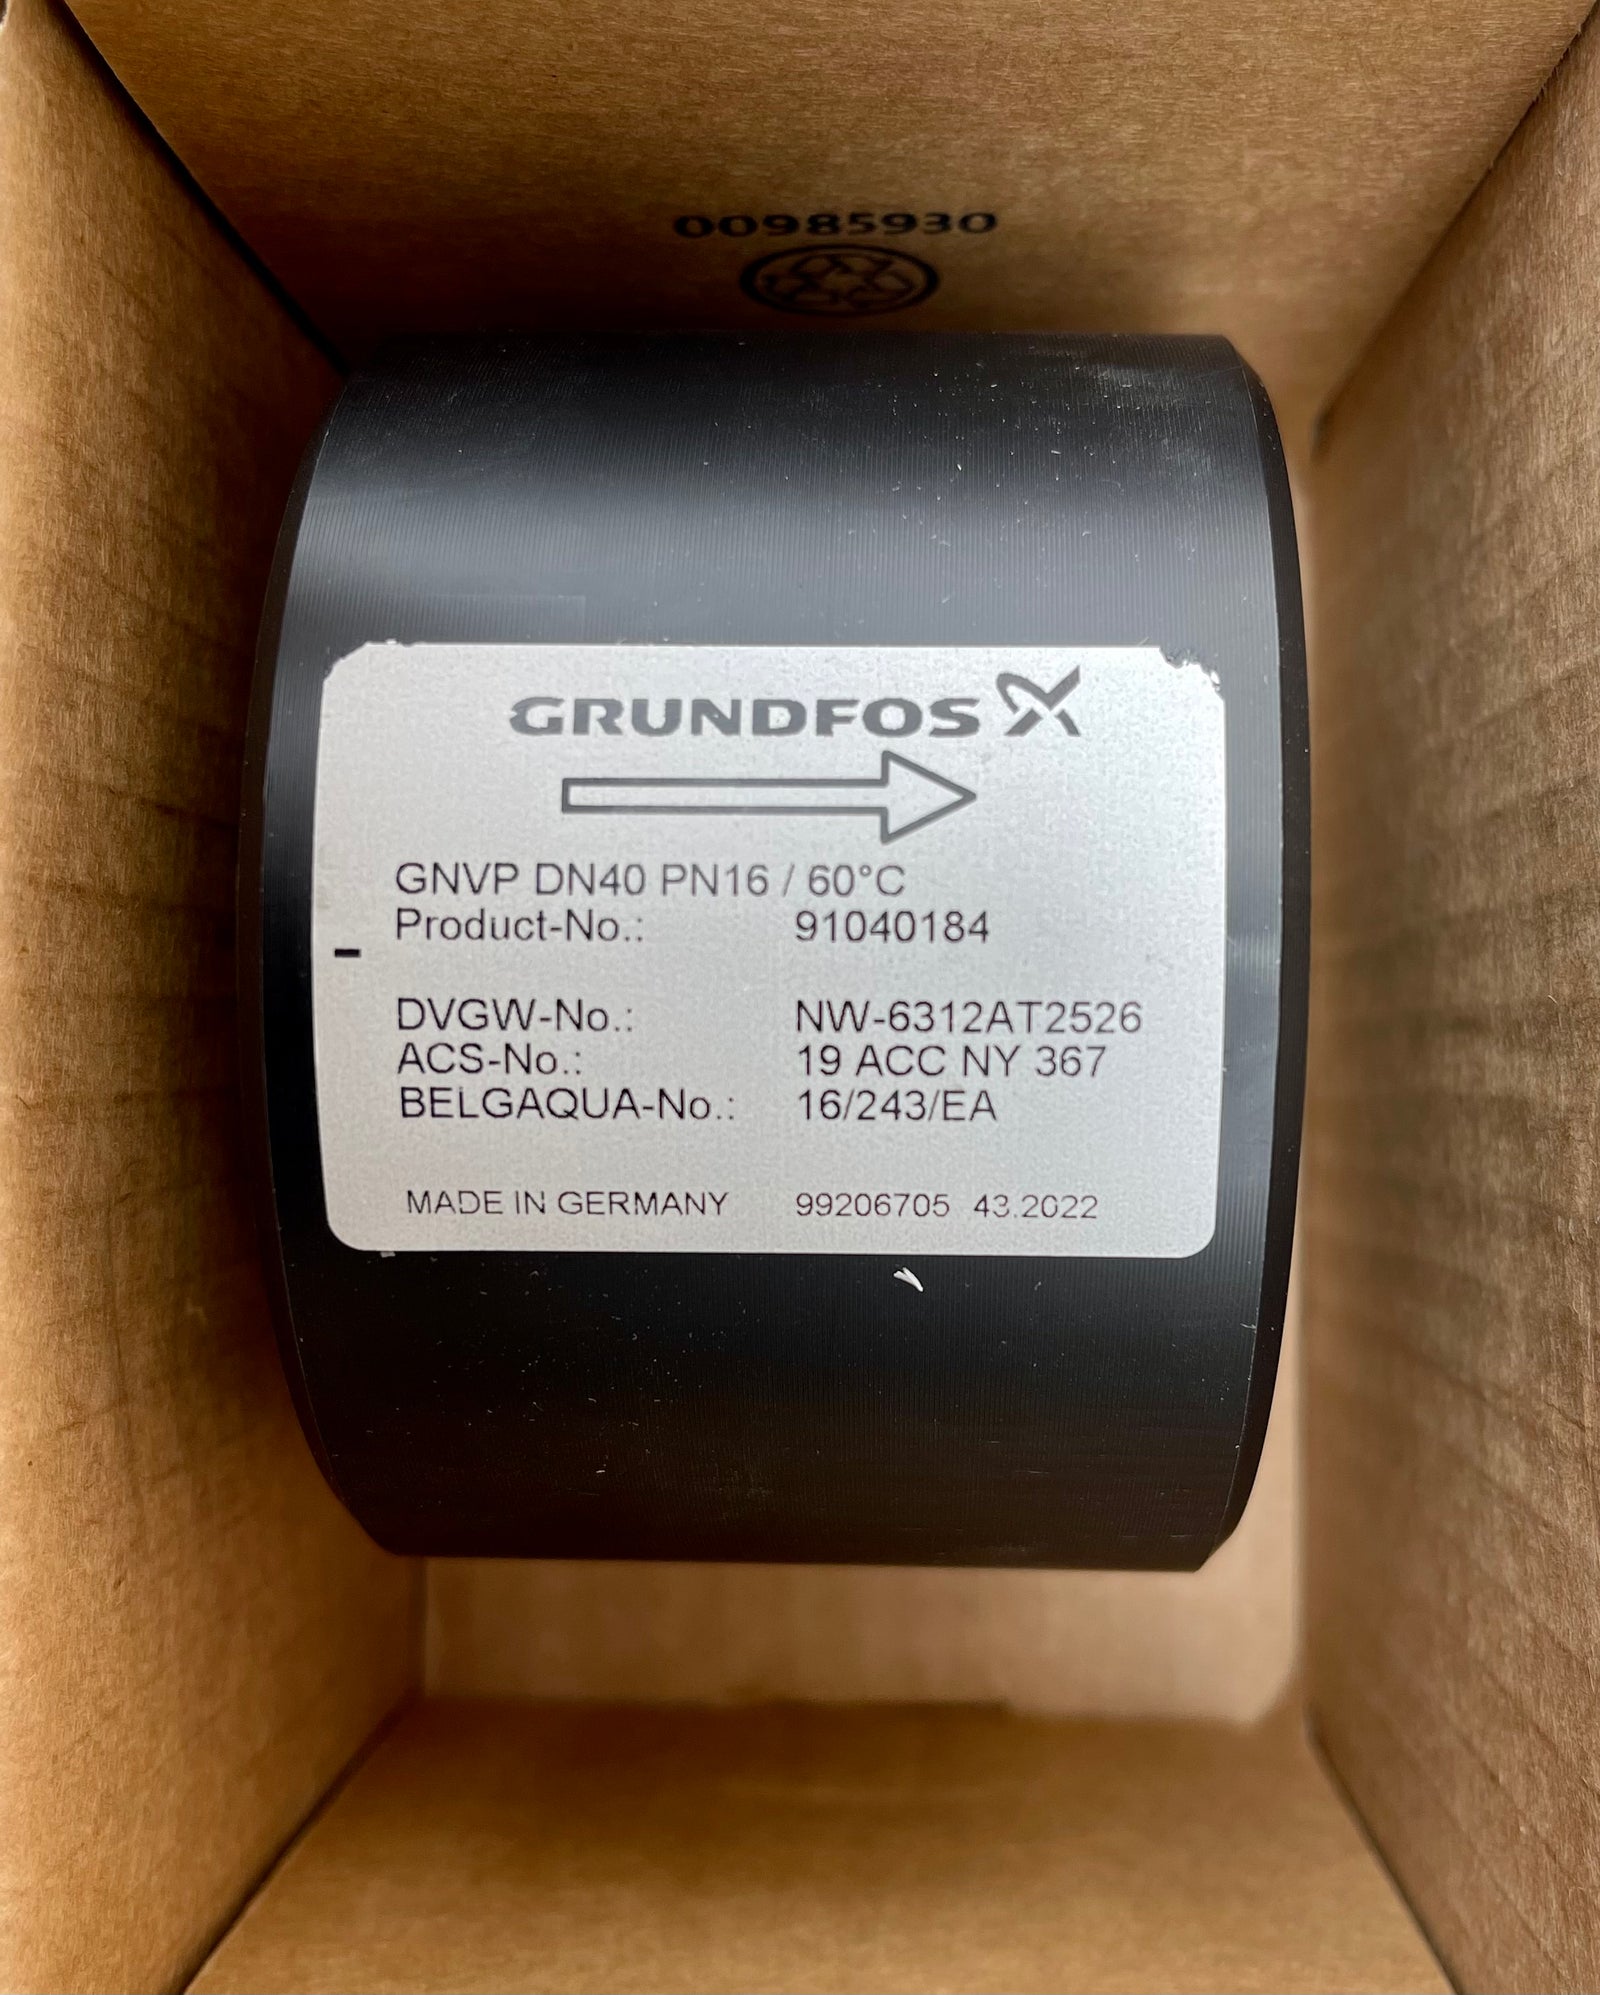 00985930
GRUNDFOS
GNVP DN40 PN16 / 60°C
Product-No.: 91040184
DVGW-No.: NW-6312AT2526
ACS-No.: 19 ACC NY 367
BELGAQUA-No.: 16/243/EA
MADE IN GERMANY 99206705 43.2022